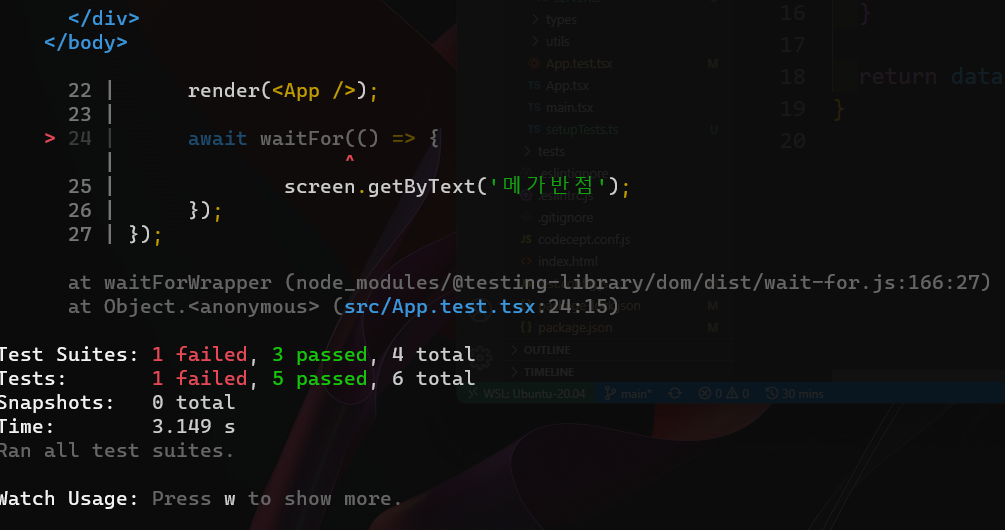 </div>
</body>
22 | render(<App />);
23 |
> 24 | await waitFor(() => {
| ^
25 | screen.getByText('메가반점');
26 | });
27 | });
at waitForWrapper (node_modules/@testing-library/dom/dist/wait-for.js:166:27)
at Object.<anonymous> (src/App.test.tsx:24:15)
Test Suites: 1 failed, 3 passed, 4 total
Tests: 1 failed, 5 passed, 6 total
Snapshots: 0 total
Time: 3.149 s
Ran all test suites.
Watch Usage: Press w to show more.
types
utils
App.test.tsx M
App.tsx
main.tsx
TS setupTests.ts U
tests
.eslintignore
.eslintrc.js
.gitignore
JS codecept.conf.js
index.html
M
{} package.json M
OUTLINE
TIMELINE
WSL: Ubuntu-20.04 main* 0 0 30 mins
16 }
17
18 return data
19 }
20